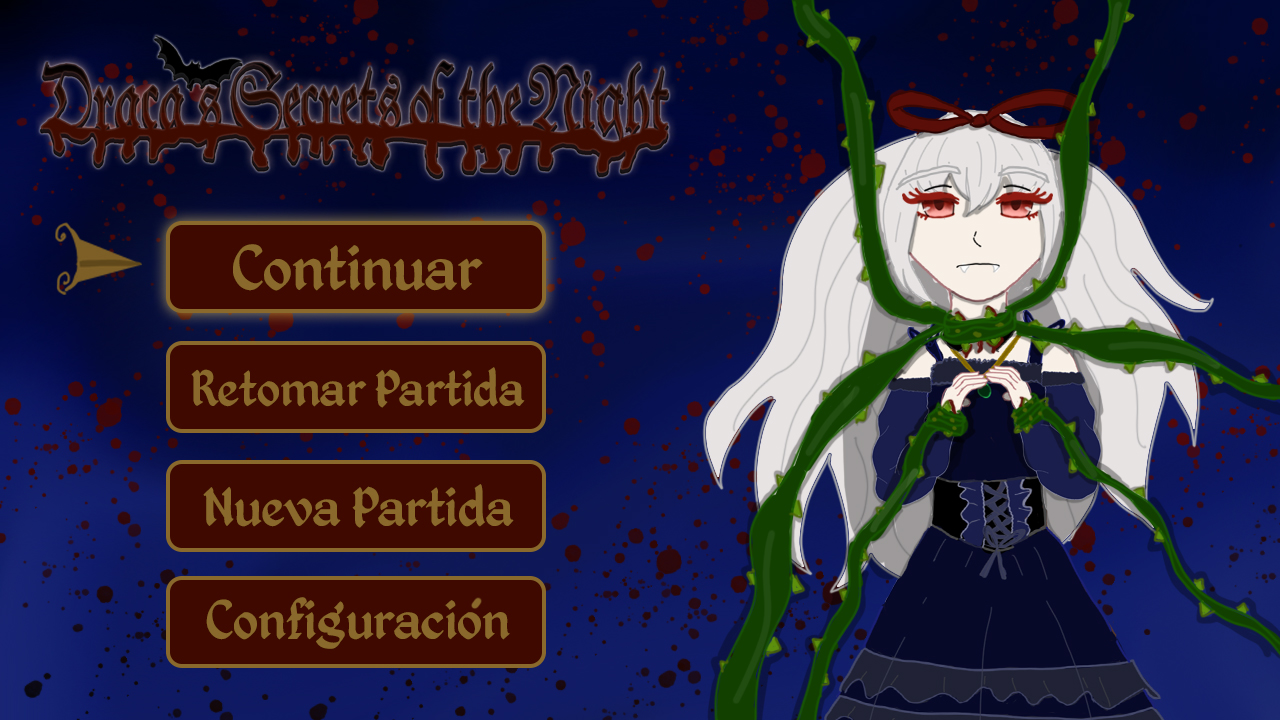 Draca's Secrets of the Night
Continuar
Retomar Partida
Nueva Partida
Configuración